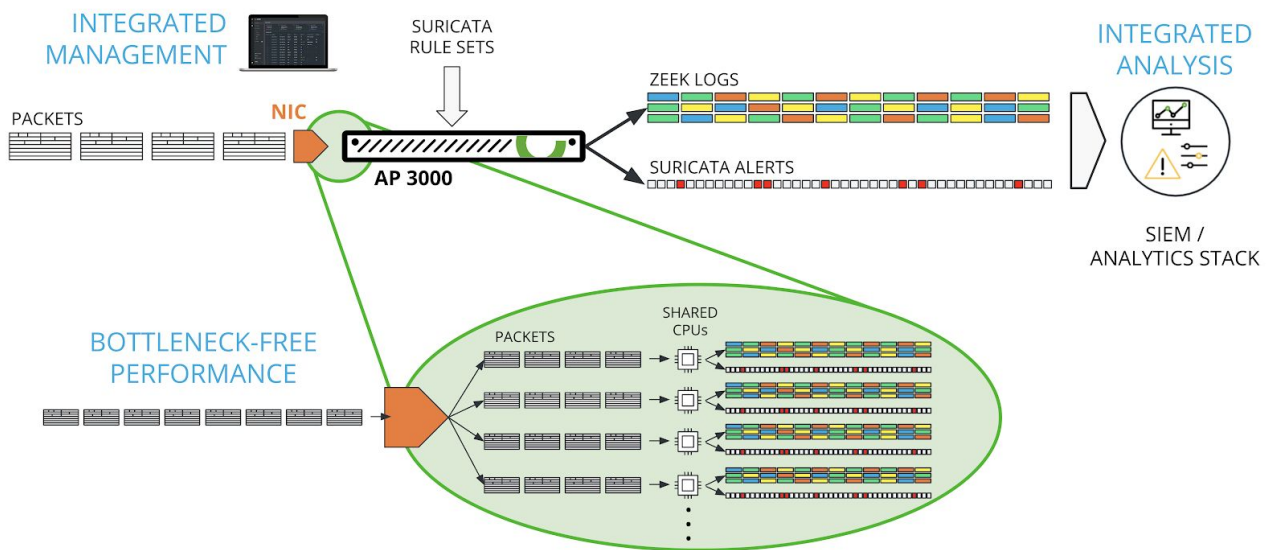 INTEGRATED
MANAGEMENT
SURICATA
RULE SETS
INTEGRATED
ANALYSIS
ZEEK LOGS
NIC
PACKETS
SURICATA ALERTS
AP 3000
SIEM /
ANALYTICS STACK
SHARED
CPUs
PACKETS
BOTTLENECK-FREE
PERFORMANCE